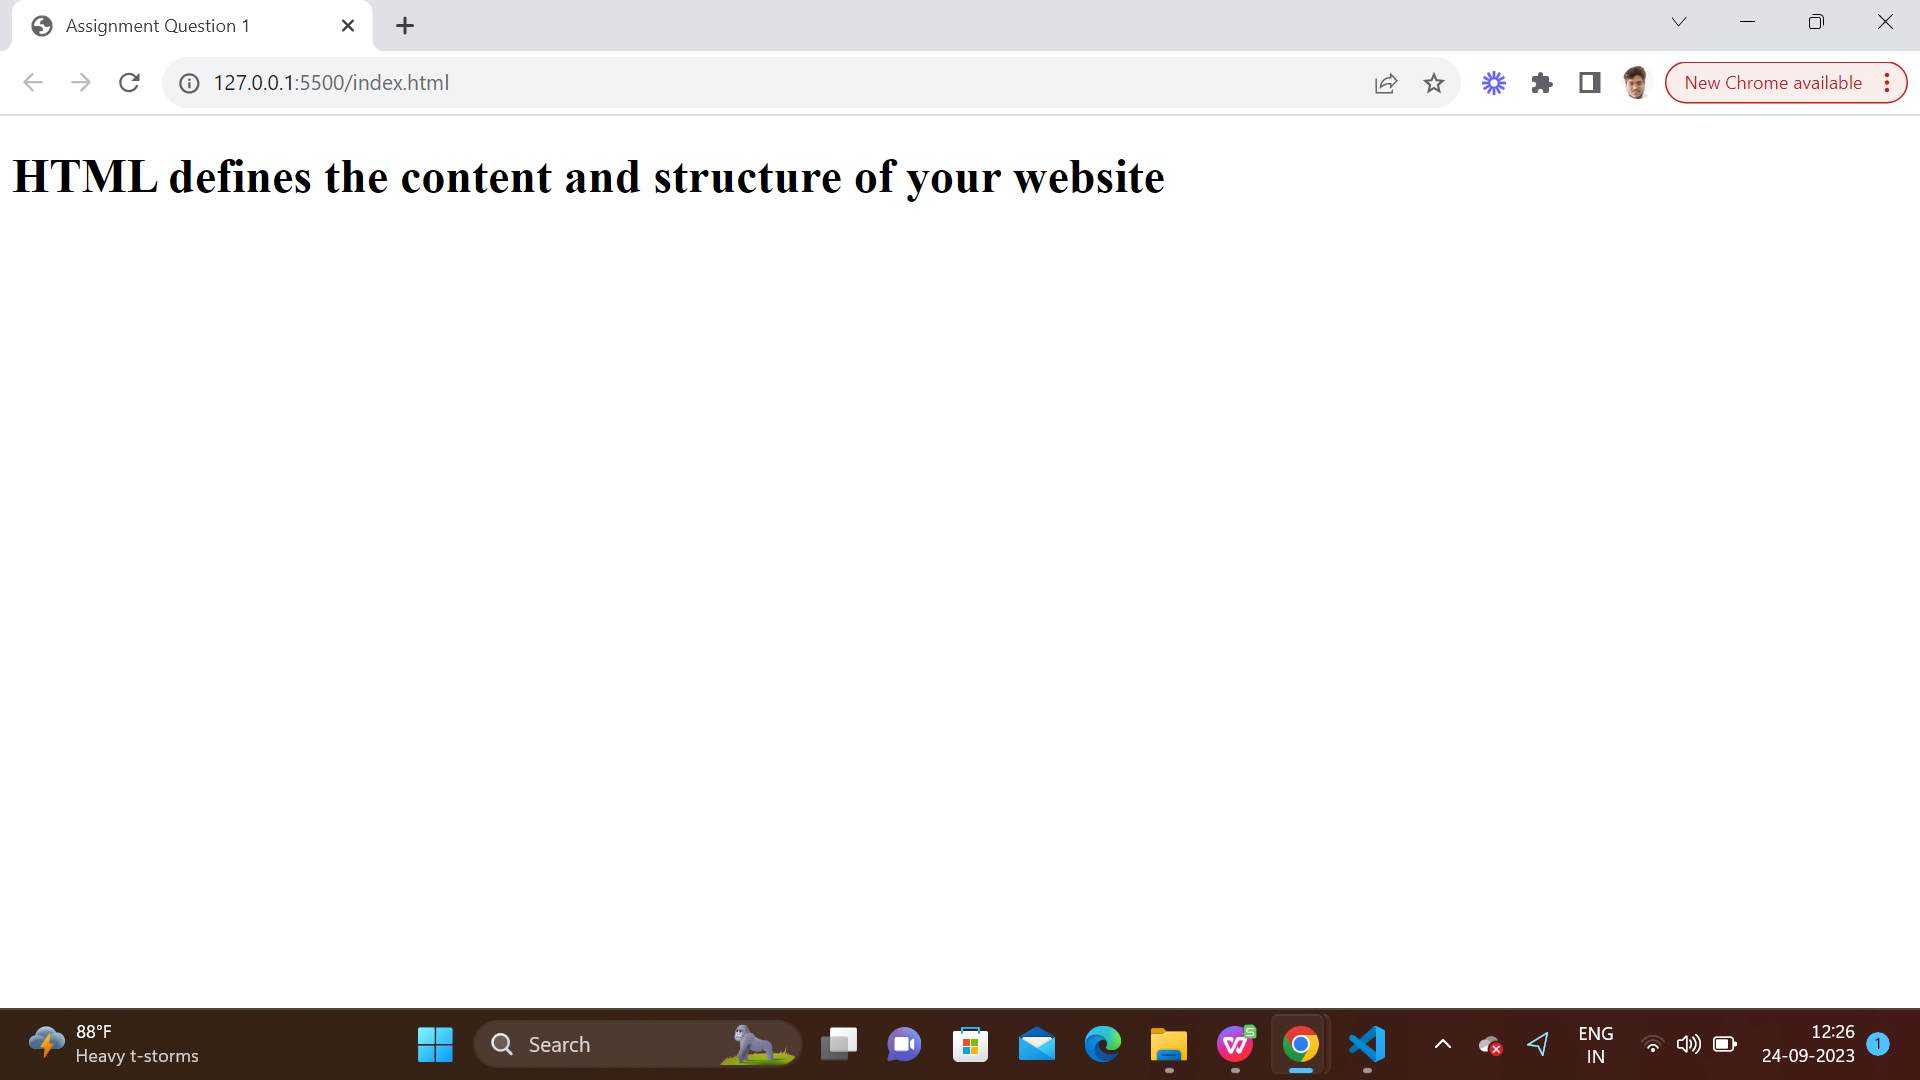 Assignment Question 1
127.0.0.1:5500/index.html
New Chrome available
HTML defines the content and structure of your website
88°F
Heavy t-storms
Search
ENG
IN
12:26
24-09-2023
1